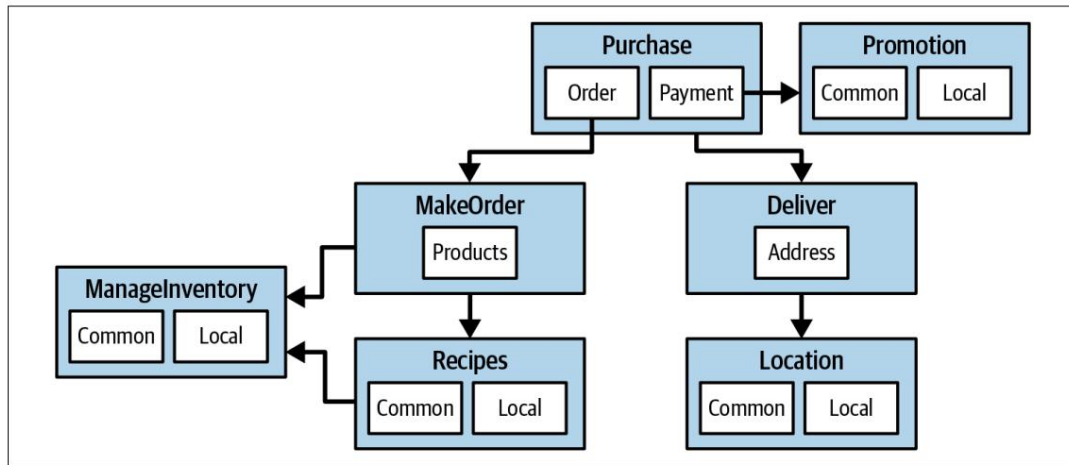 Purchase
Promotion
Order
Payment
Common
Local
MakeOrder
Deliver
Products
Address
ManageInventory
Common
Local
Recipes
Location
Common
Local
Common
Local